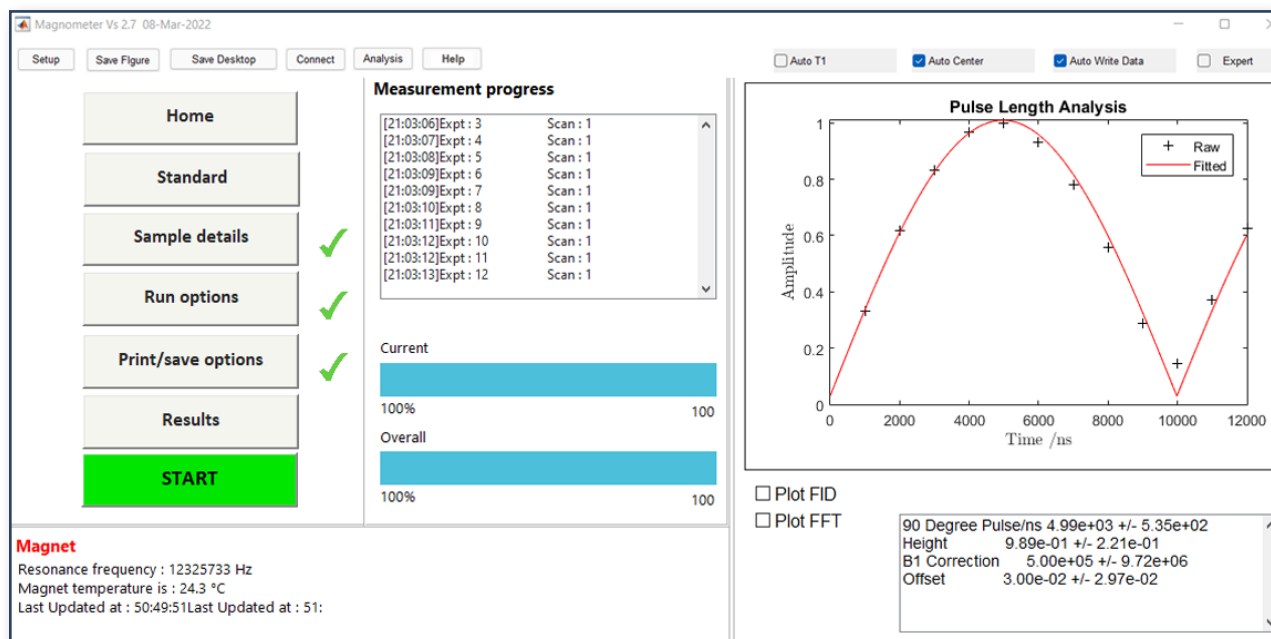 Magnometer Vs 2.7 08-Mar-2022
Setup
Save FIgure
Save Desktop
Connect
Analysis
Help
Auto T1
Auto Center
Auto Write Data
Expert
Home
Standard
Sample details
Run options
Print/save options
Results
START
Measurement progress
[21:03:06]Expt : 3 Scan : 1
[21:03:07]Expt : 4 Scan : 1
[21:03:08]Expt : 5 Scan : 1
[21:03:09]Expt : 6 Scan : 1
[21:03:09]Expt : 7 Scan : 1
[21:03:10]Expt : 8 Scan : 1
[21:03:11]Expt : 9 Scan : 1
[21:03:12]Expt : 10 Scan : 1
[21:03:12]Expt : 11 Scan : 1
[21:03:13]Expt : 12 Scan : 1
Current
100% 100
Overall
100% 100
Magnet
Resonance frequency : 12325733 Hz
Magnet temperature is : 24.3 °C
Last Updated at : 50:49:51Last Updated at : 51:
Pulse Length Analysis
Raw
Fitted
Amplitude
1
0.8
0.6
0.4
0.2
0
0 2000 4000 6000 8000 10000 12000
Time /ns
Plot FID
Plot FFT
90 Degree Pulse/ns 4.99e+03 +/- 5.35e+02
Height 9.89e-01 +/- 2.21e-01
B1 Correction 5.00e+05 +/- 9.72e+06
Offset 3.00e-02 +/- 2.97e-02